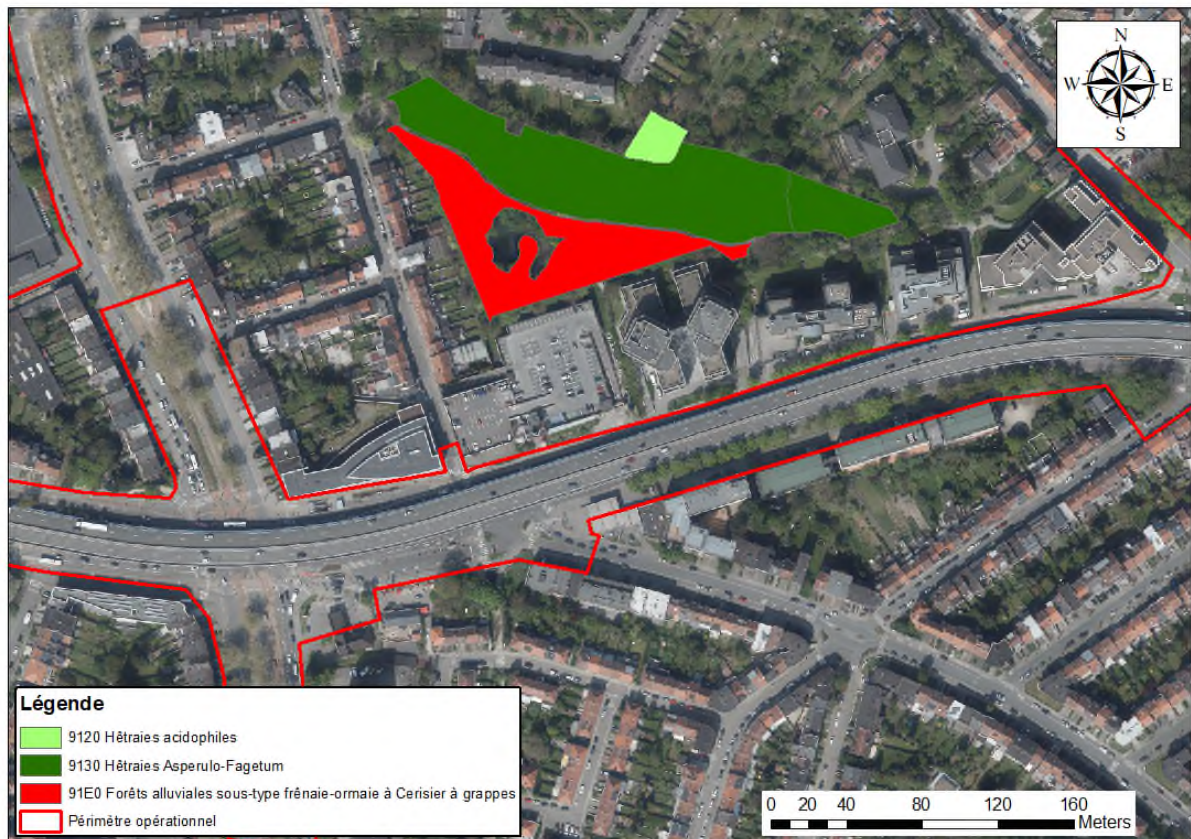 N
W E
S
Légende
9120 Hêtraies acidophiles
9130 Hêtraies Asperulo-Fagetum
91E0 Forêts alluviales sous-type frênaie-ormaie à Cerisier à grappes
Périmètre opérationnel
0 20 40 80 120 160
Meters